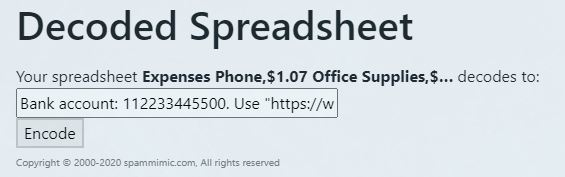 Decoded Spreadsheet
Your spreadsheet Expenses Phone,$1.07 Office Supplies,$... decodes to:
Bank account: 112233445500. Use "https://w
Encode
Copyright © 2000-2020 spammimic.com, All rights reserved